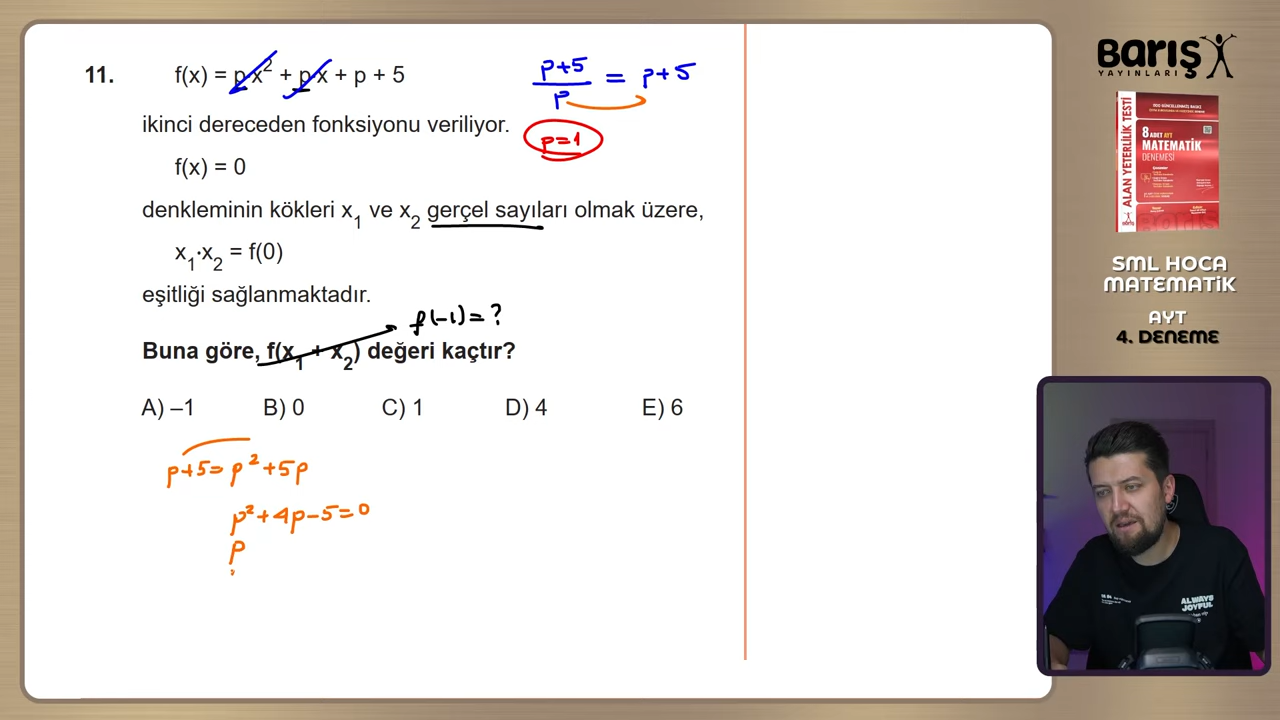 11. f(x) = px² + px + p + 5
ikinci dereceden fonksiyonu veriliyor.
f(x) = 0
denkleminin kökleri x₁ ve x₂ gerçel sayıları olmak üzere,
x₁·x₂ = f(0)
eşitliği sağlanmaktadır.
Buna göre, f(x₁ + x₂) değeri kaçtır?
A) –1 B) 0 C) 1 D) 4 E) 6
p+5/p = p+5
p=1
f(-1)=?
p+5=p²+5p
p²+4p-5=0
p
BARIŞ
YAYINLARI
ALAN YETERLİLİK TESTİ
8 ADET AYT
MATEMATİK
DENEMESİ
SML HOCA
MATEMATİK
AYT
4. DENEME
ALWAYS
JOYFUL